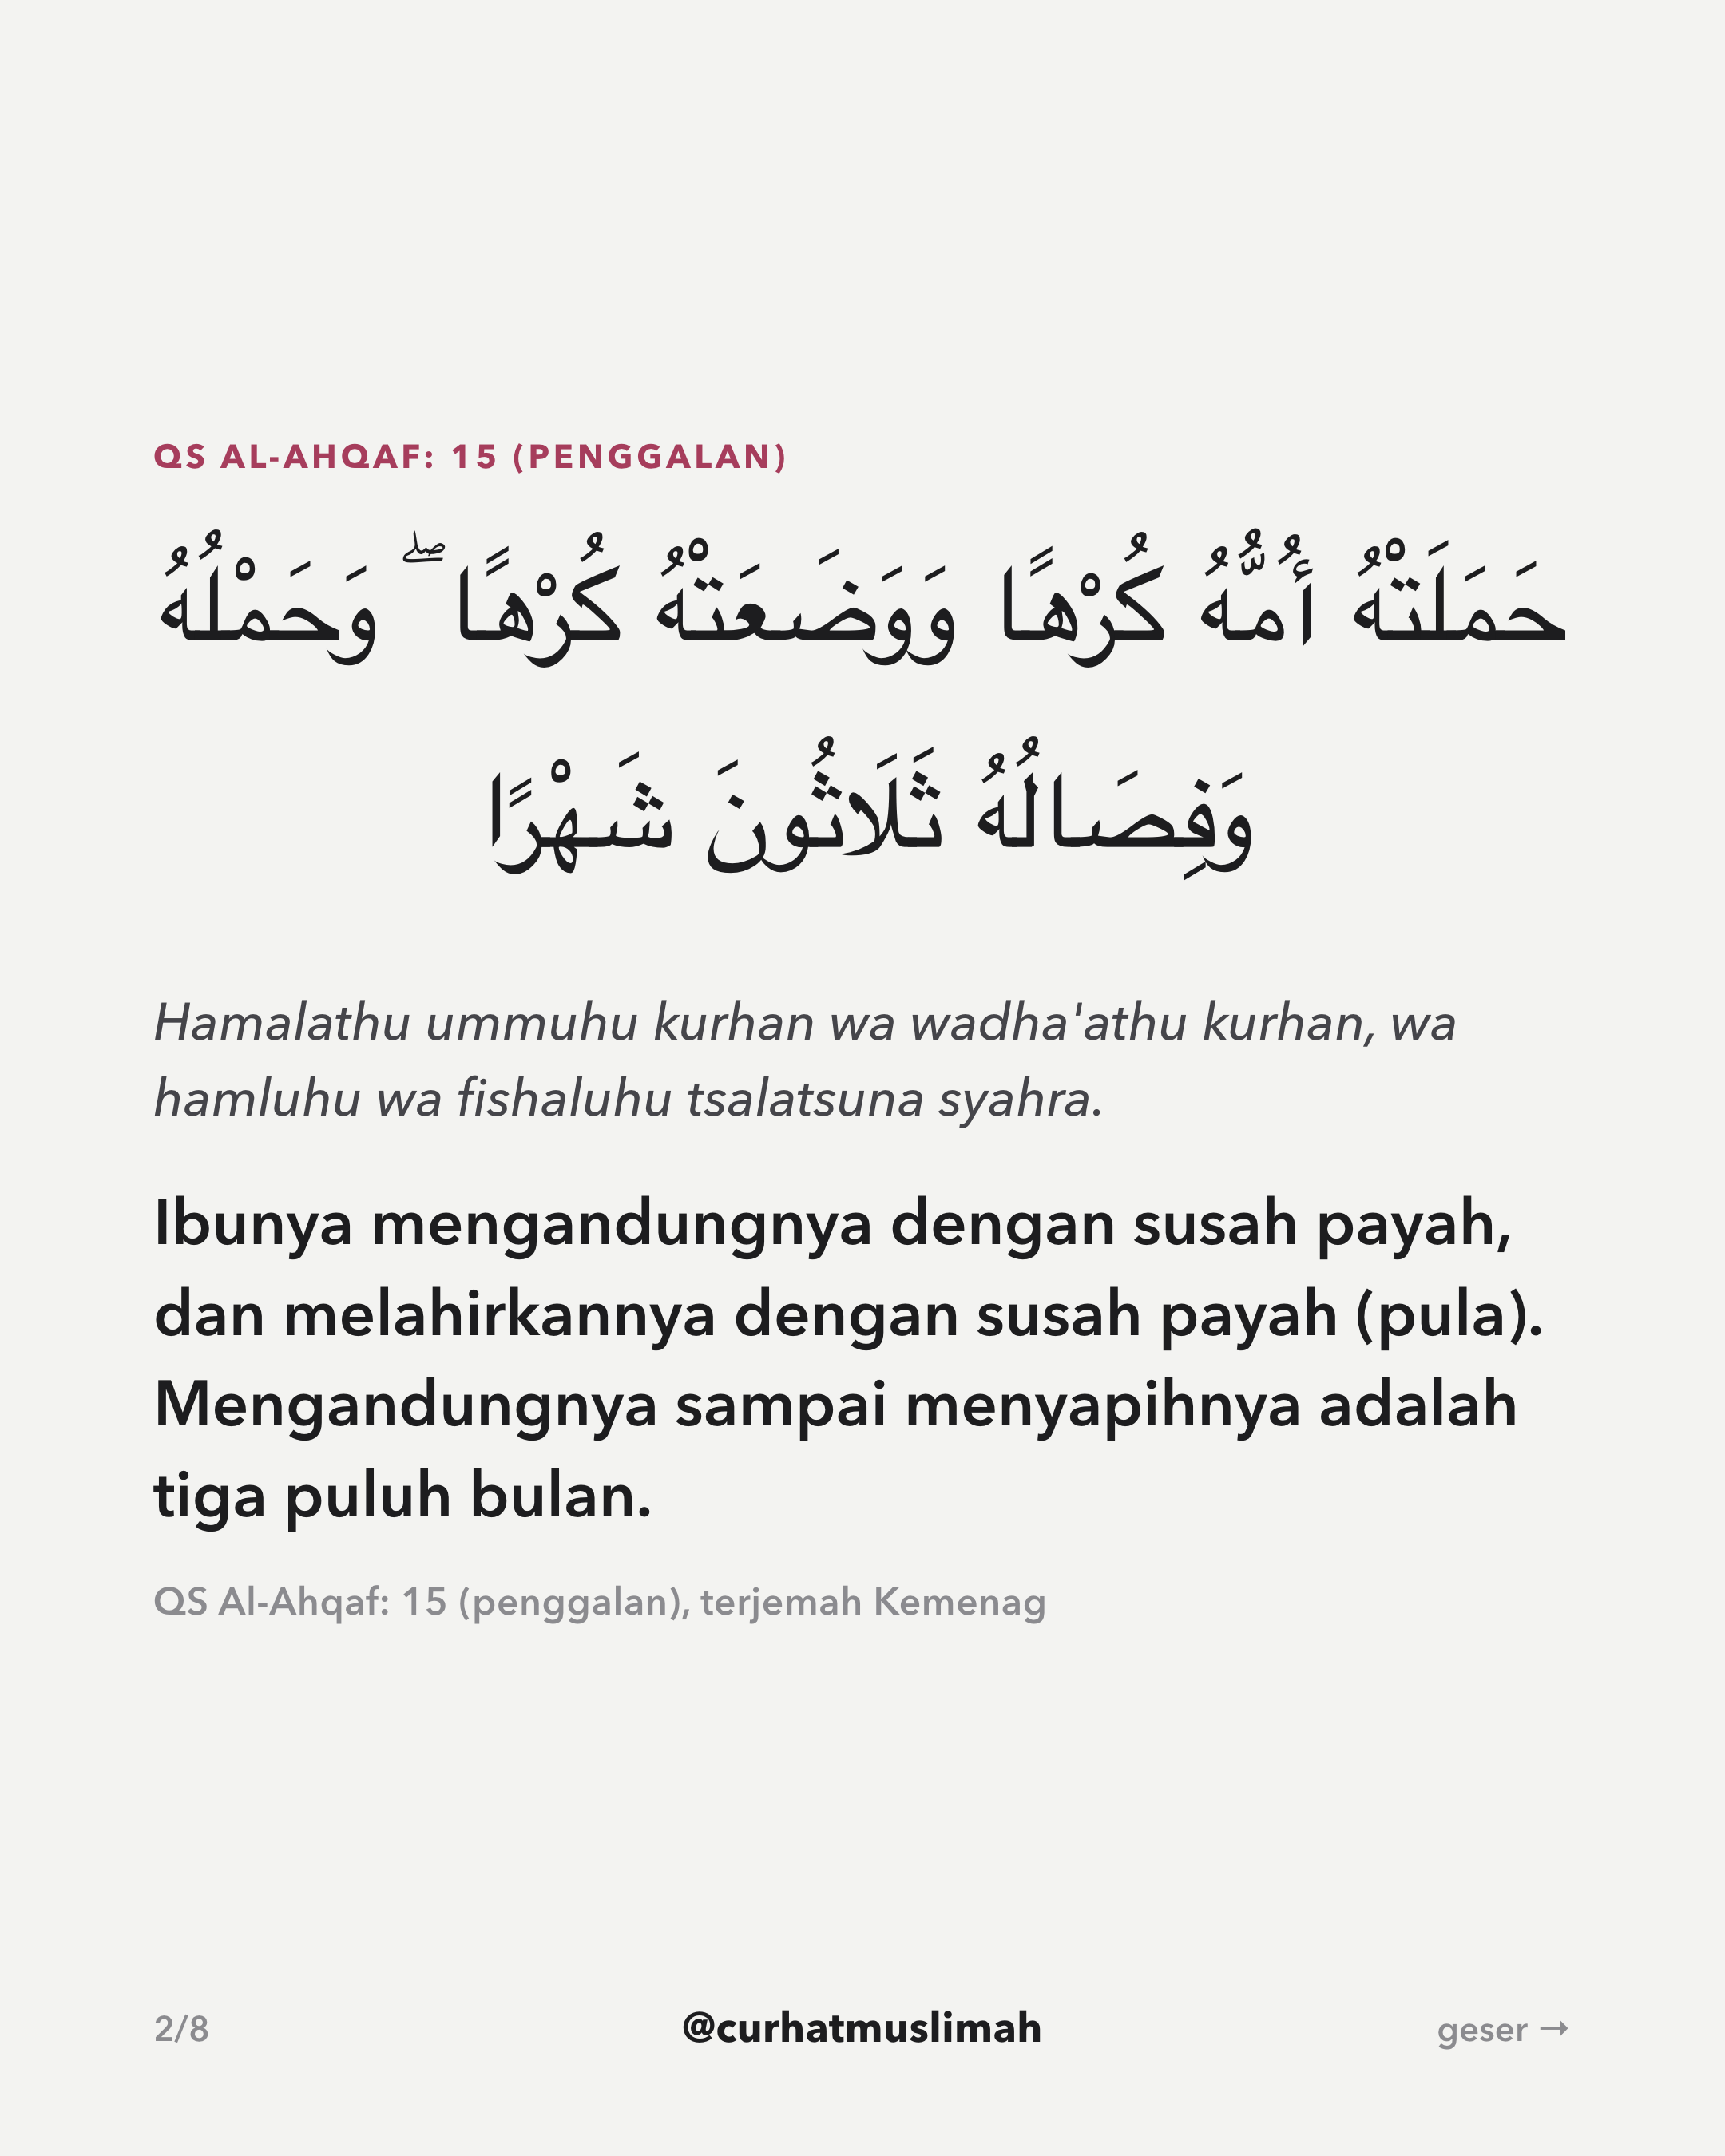 QS AL-AHQAF: 15 (PENGGALAN)
حَمَلَتْهُ أُمُّهُ كُرْهًا وَوَضَعَتْهُ كُرْهًا ۖ وَحَمْلُهُ
وَفِصَالُهُ ثَلَاثُونَ شَهْرًا
Hamalathu ummuhu kurhan wa wadha'athu kurhan, wa
hamluhu wa fishaluhu tsalatsuna syahra.
Ibunya mengandungnya dengan susah payah,
dan melahirkannya dengan susah payah (pula).
Mengandungnya sampai menyapihnya adalah
tiga puluh bulan.
QS Al-Ahqaf: 15 (penggalan), terjemah Kemenag
2/8
@curhatmuslimah
geser →